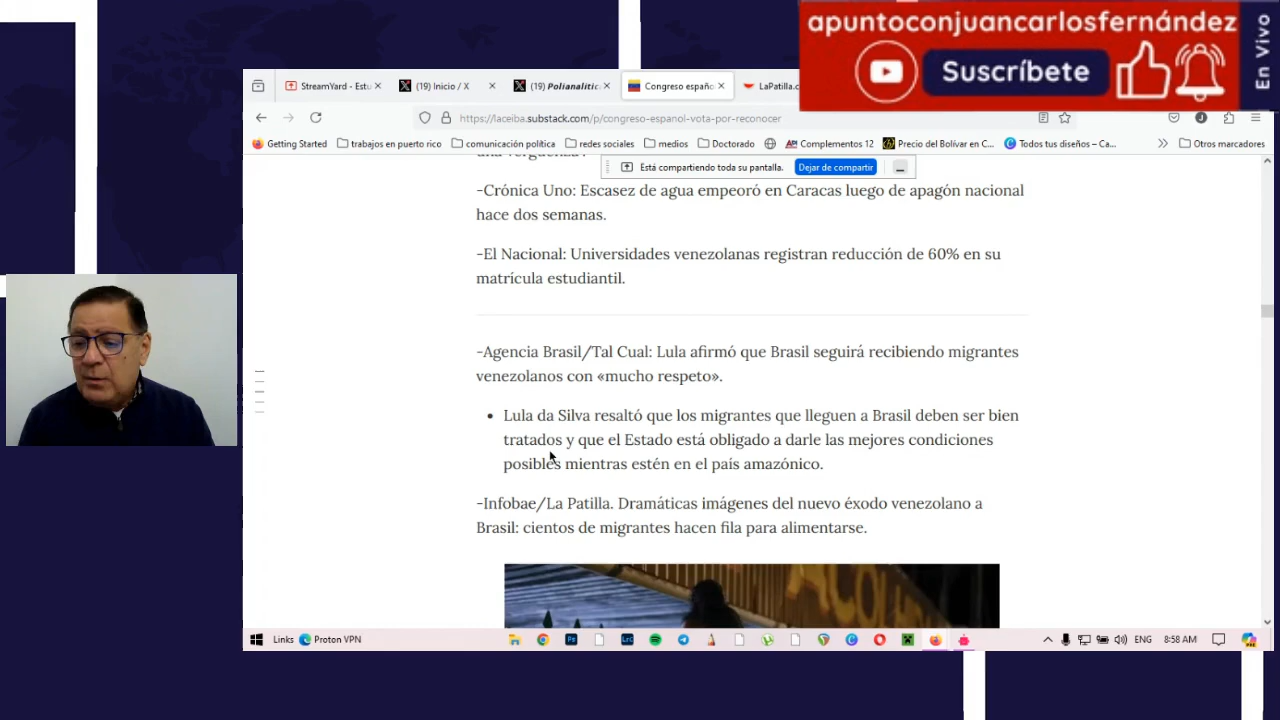 apuntoconjuancarlosfernández
Suscríbete
En Vivo
StreamYard - Estu
(19) Inicio / X
(19) Polianalitic
Congreso españo
LaPatilla.c
https://laceiba.substack.com/p/congreso-espanol-vota-por-reconocer
Getting Started
trabajos en puerto rico
comunicación política
redes sociales
medios
Doctorado
Complementos 12
Precio del Bolívar en C...
Todos tus diseños – Ca...
Otros marcadores
una vergüenza".
Está compartiendo toda su pantalla.
Dejar de compartir
-Crónica Uno: Escasez de agua empeoró en Caracas luego de apagón nacional
hace dos semanas.
-El Nacional: Universidades venezolanas registran reducción de 60% en su
matrícula estudiantil.
-Agencia Brasil/Tal Cual: Lula afirmó que Brasil seguirá recibiendo migrantes
venezolanos con «mucho respeto».
• Lula da Silva resaltó que los migrantes que lleguen a Brasil deben ser bien
tratados y que el Estado está obligado a darle las mejores condiciones
posibles mientras estén en el país amazónico.
-Infobae/La Patilla. Dramáticas imágenes del nuevo éxodo venezolano a
Brasil: cientos de migrantes hacen fila para alimentarse.
Links
Proton VPN
Ps
LrC
ENG
8:58 AM